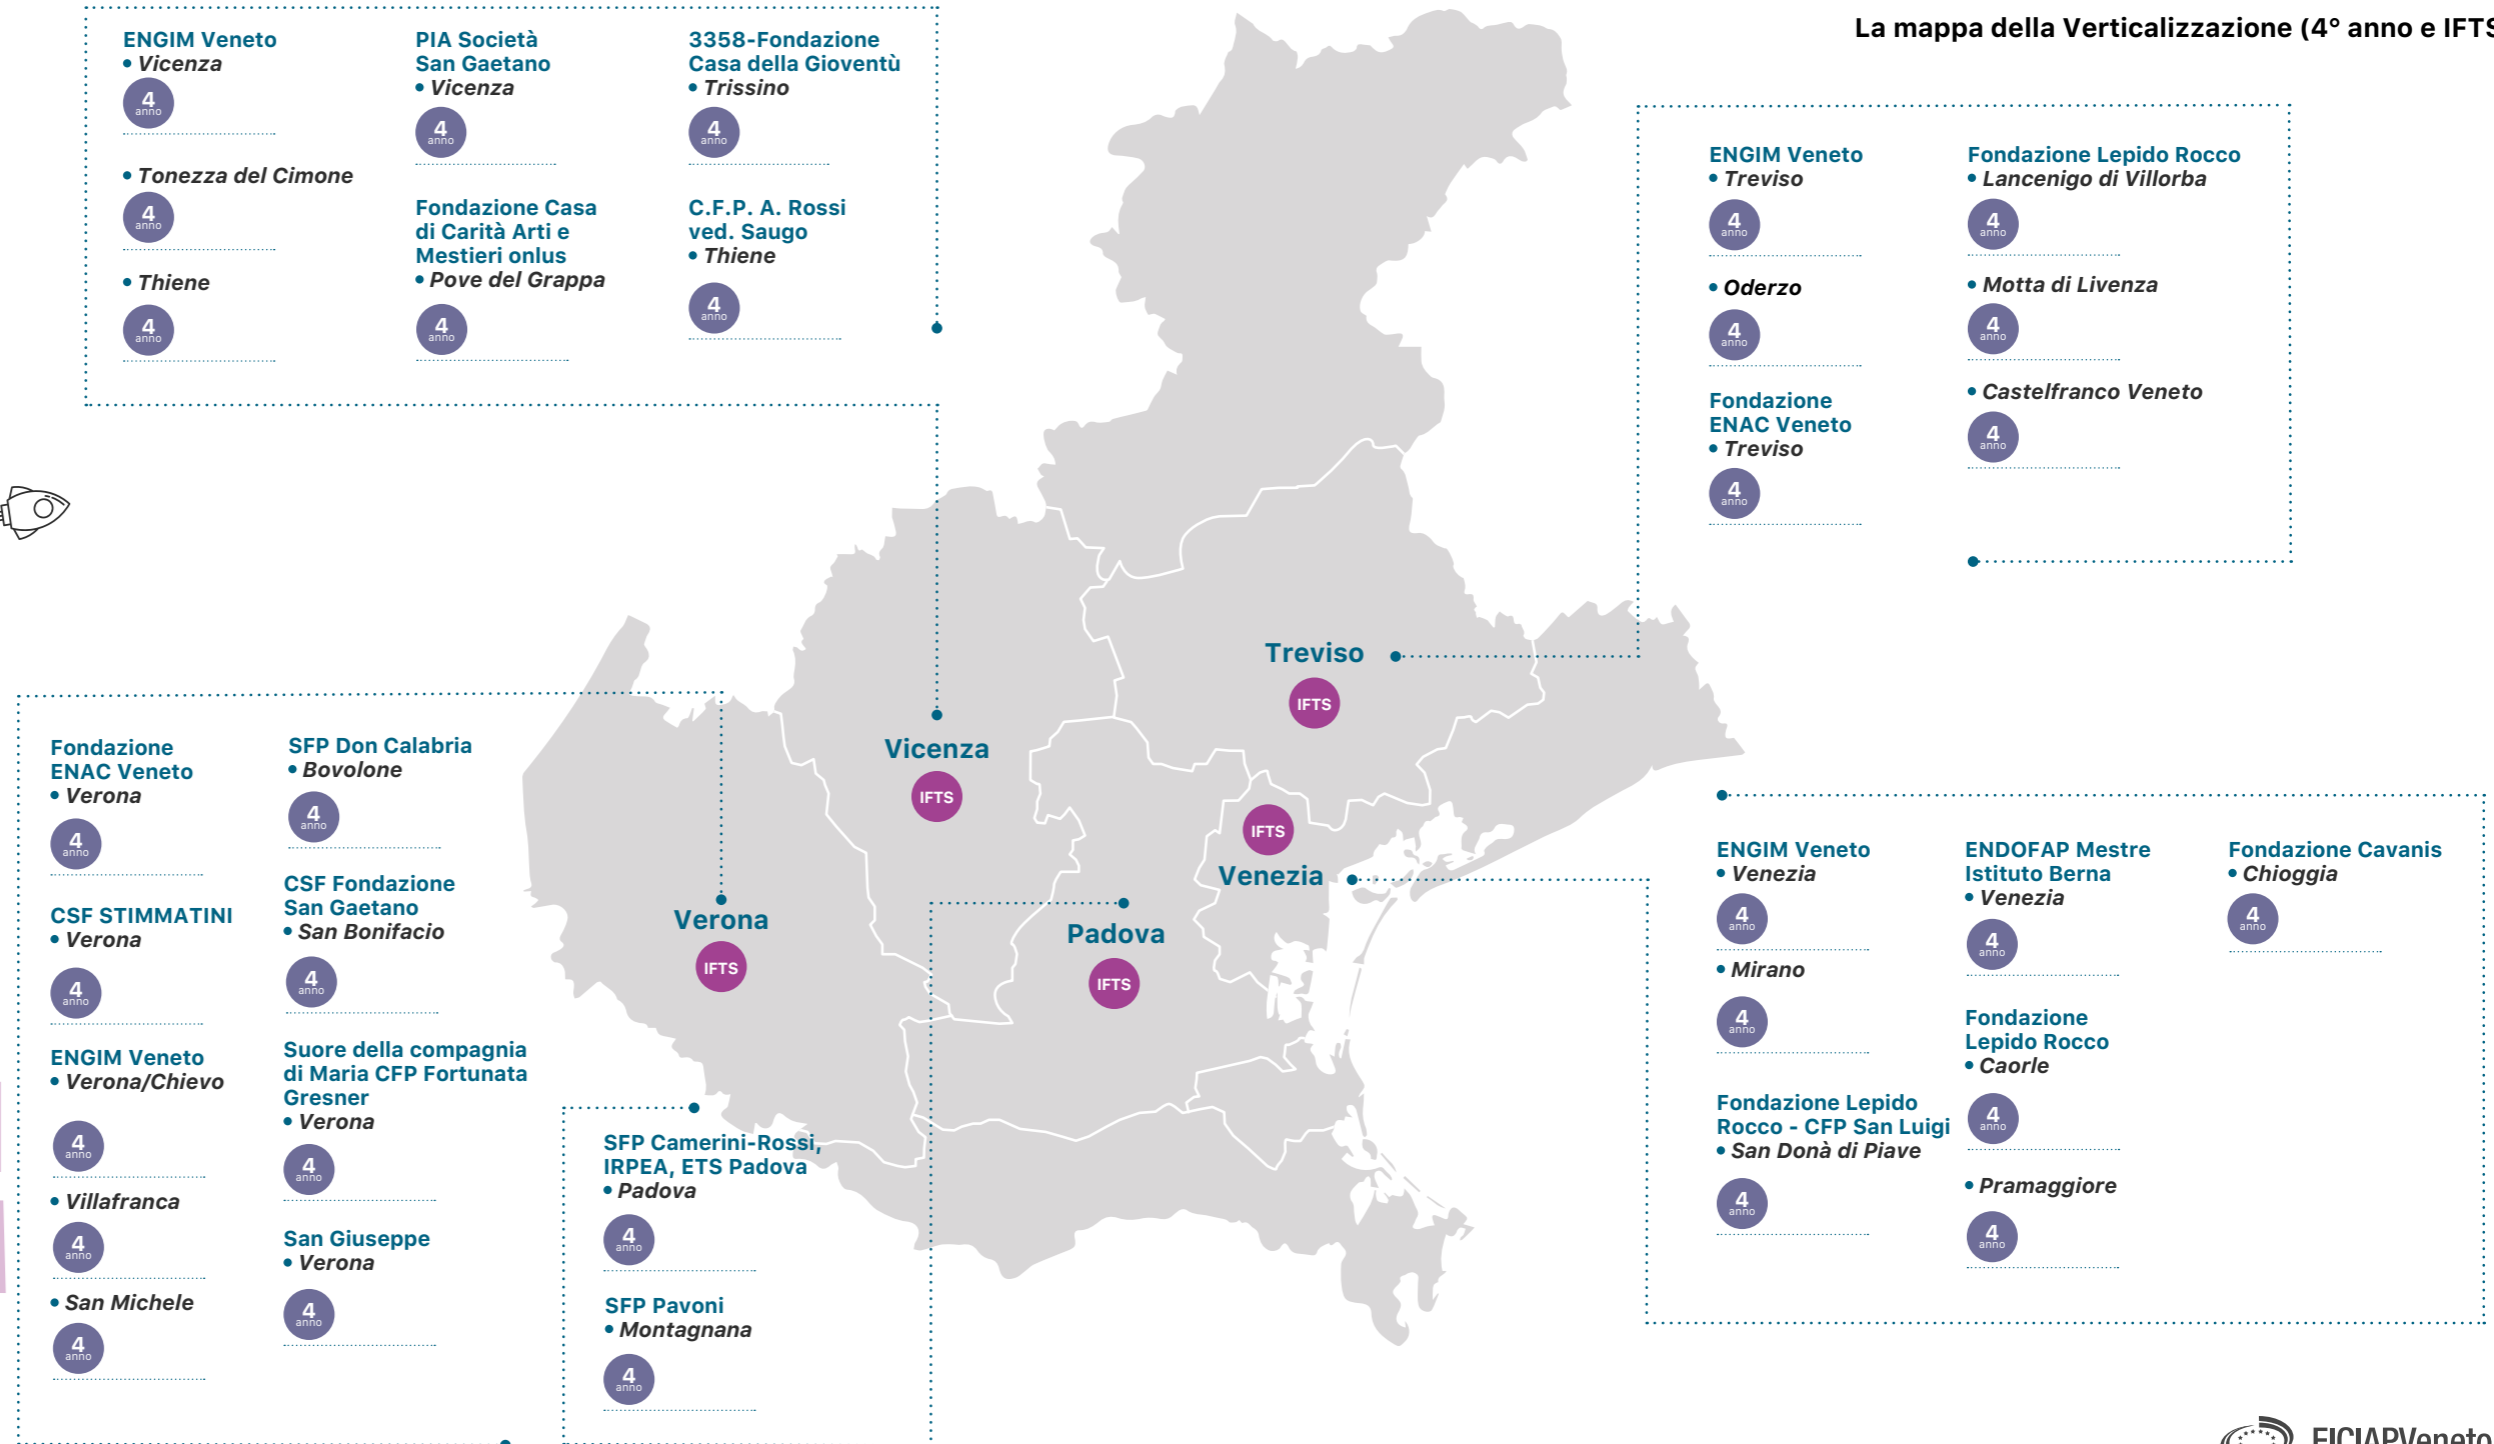 La mappa della Verticalizzazione (4° anno e IFTS
ENGIM Veneto
• Vicenza
4
anno
• Tonezza del Cimone
4
anno
• Thiene
4
anno
PIA Società
San Gaetano
• Vicenza
4
anno
Fondazione Casa
di Carità Arti e
Mestieri onlus
• Pove del Grappa
4
anno
3358-Fondazione
Casa della Gioventù
• Trissino
4
anno
C.F.P. A. Rossi
ved. Saugo
• Thiene
4
anno
ENGIM Veneto
• Treviso
4
anno
• Oderzo
4
anno
Fondazione
ENAC Veneto
• Treviso
4
anno
Fondazione Lepido Rocco
• Lancenigo di Villorba
4
anno
• Motta di Livenza
4
anno
• Castelfranco Veneto
4
anno
Treviso
IFTS
Vicenza
IFTS
IFTS
Venezia
Verona
IFTS
Padova
IFTS
Fondazione
ENAC Veneto
• Verona
4
anno
CSF STIMMATINI
• Verona
4
anno
ENGIM Veneto
• Verona/Chievo
4
anno
• Villafranca
4
anno
• San Michele
4
anno
SFP Don Calabria
• Bovolone
4
anno
CSF Fondazione
San Gaetano
• San Bonifacio
4
anno
Suore della compagnia
di Maria CFP Fortunata
Gresner
• Verona
4
anno
San Giuseppe
• Verona
4
anno
SFP Camerini-Rossi,
IRPEA, ETS Padova
• Padova
4
anno
SFP Pavoni
• Montagnana
4
anno
ENGIM Veneto
• Venezia
4
anno
• Mirano
4
anno
Fondazione Lepido
Rocco - CFP San Luigi
• San Donà di Piave
4
anno
ENDOFAP Mestre
Istituto Berna
• Venezia
4
anno
Fondazione
Lepido Rocco
• Caorle
4
anno
• Pramaggiore
4
anno
Fondazione Cavanis
• Chioggia
4
anno
FICIAPVeneto